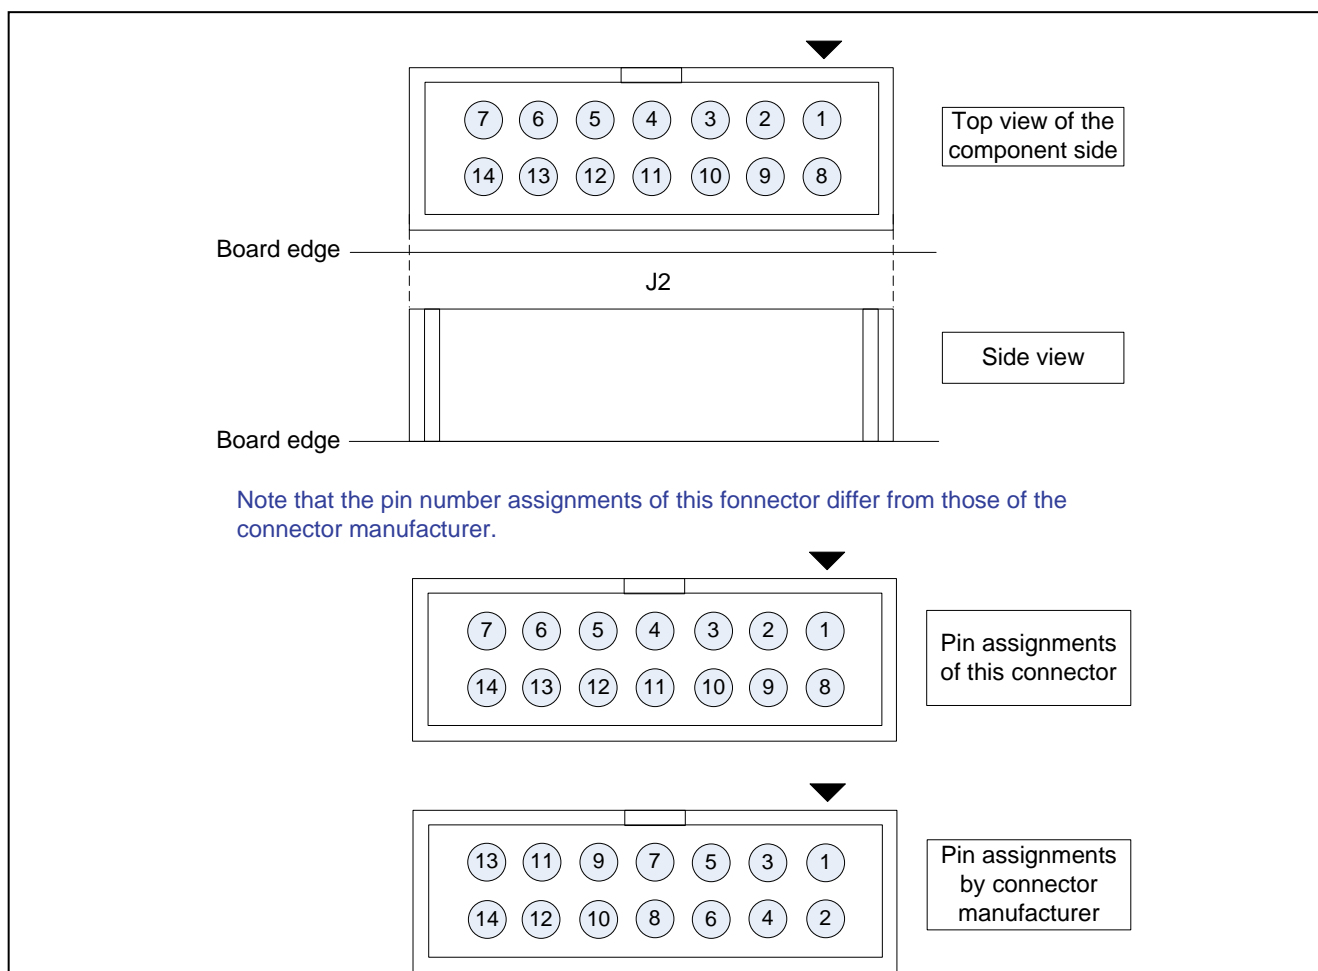 7 6 5 4 3 2 1
14 13 12 11 10 9 8
Top view of the
component side
Board edge
J2
Side view
Board edge
Note that the pin number assignments of this fonnector differ from those of the
connector manufacturer.
7 6 5 4 3 2 1
14 13 12 11 10 9 8
Pin assignments
of this connector
13 11 9 7 5 3 1
14 12 10 8 6 4 2
Pin assignments
by connector
manufacturer